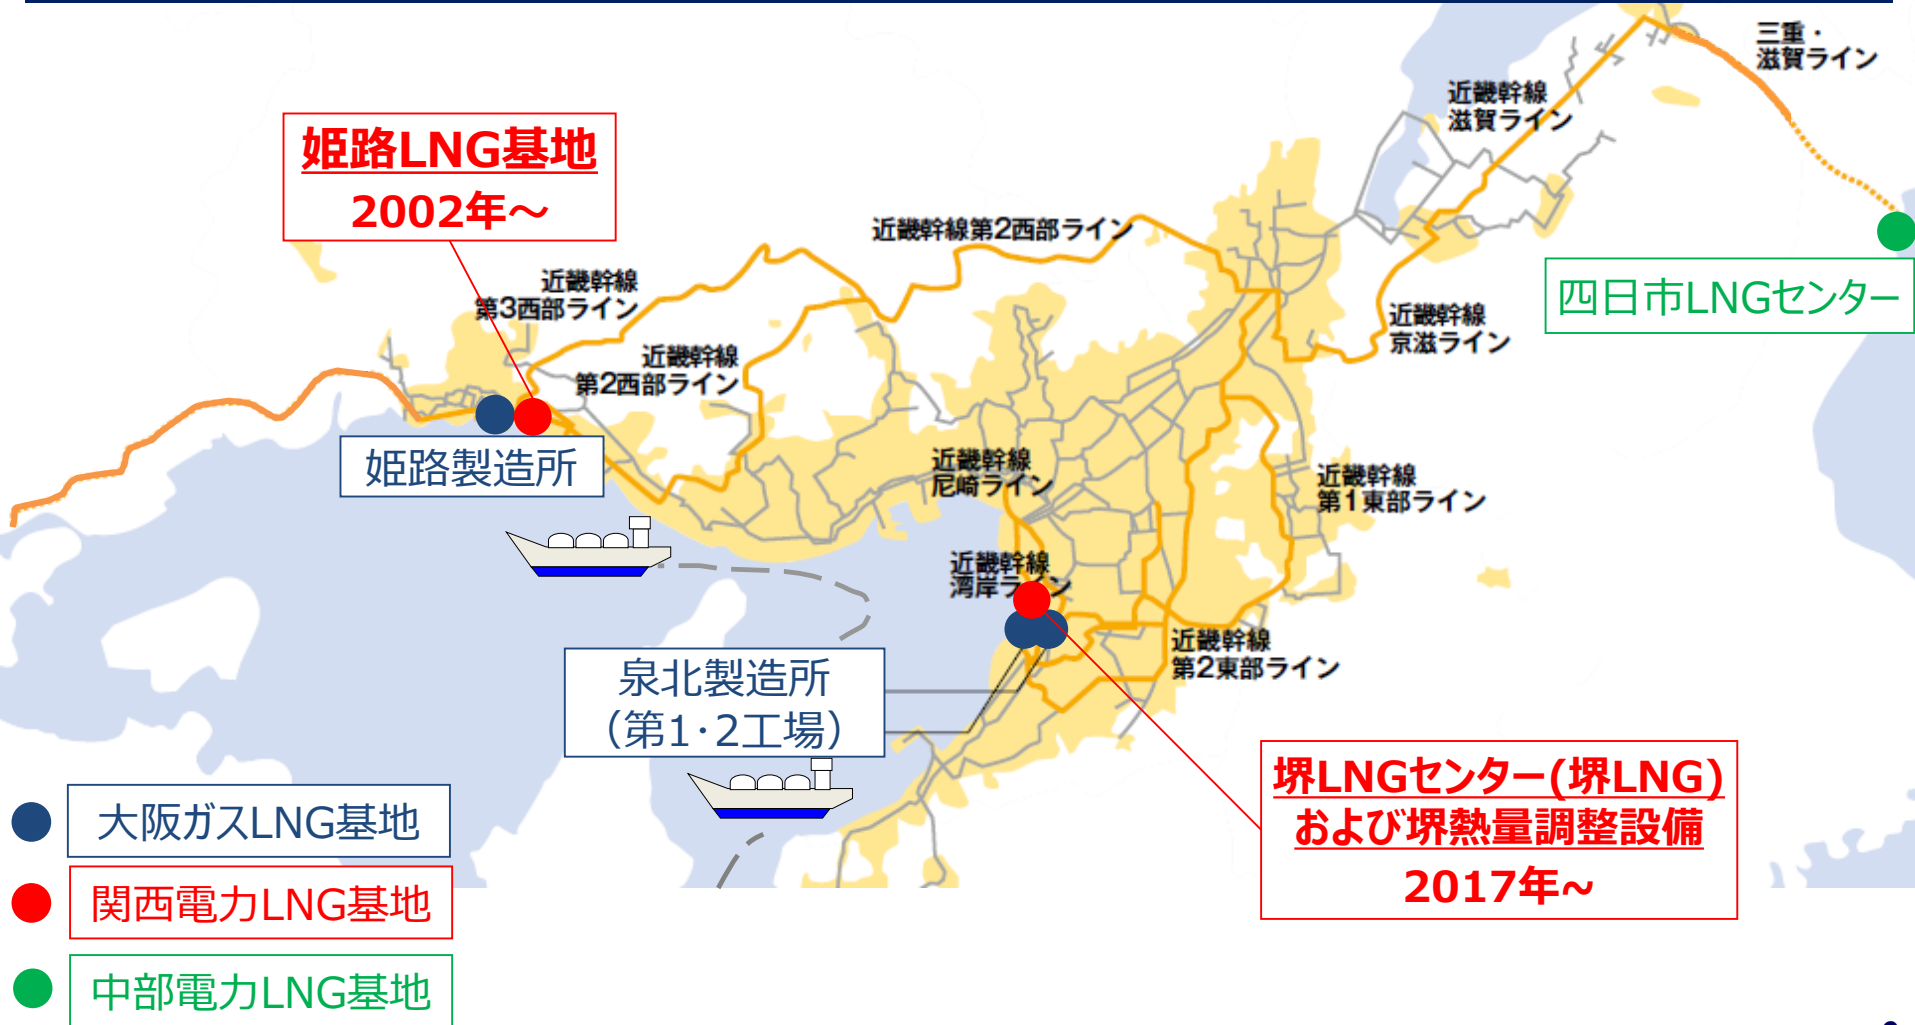 三重・
滋賀ライン
近畿幹線
滋賀ライン
姫路LNG基地
2002年～
近畿幹線第2西部ライン
近畿幹線
第3西部ライン
四日市LNGセンター
近畿幹線
京滋ライン
近畿幹線
第2西部ライン
姫路製造所
近畿幹線
尼崎ライン
近畿幹線
第1東部ライン
近畿幹線
湾岸ライン
近畿幹線
第2東部ライン
泉北製造所
（第1･2工場）
堺LNGセンター(堺LNG)
および堺熱量調整設備
2017年~
大阪ガスLNG基地
関西電力LNG基地
中部電力LNG基地